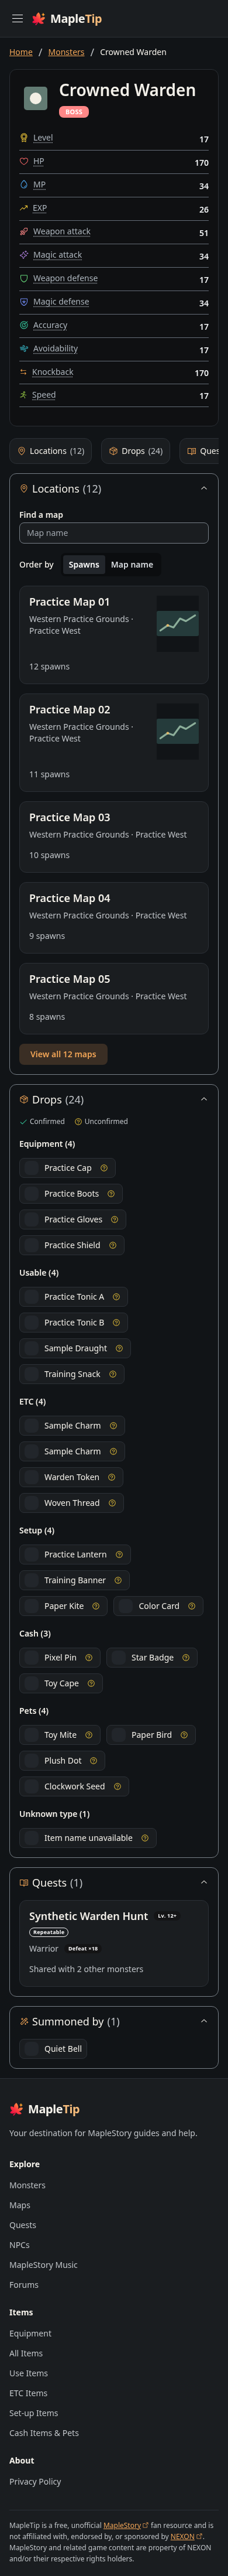 MapleTip
Home / Monsters / Crowned Warden
Crowned Warden
BOSS
Level 17
HP 170
MP 34
EXP 26
Weapon attack 51
Magic attack 34
Weapon defense 17
Magic defense 34
Accuracy 17
Avoidability 17
Knockback 170
Speed 17
Locations (12) Drops (24) Ques
Locations (12)
Find a map
Map name
Order by Spawns Map name
Practice Map 01
Western Practice Grounds ·
Practice West
12 spawns
Practice Map 02
Western Practice Grounds ·
Practice West
11 spawns
Practice Map 03
Western Practice Grounds · Practice West
10 spawns
Practice Map 04
Western Practice Grounds · Practice West
9 spawns
Practice Map 05
Western Practice Grounds · Practice West
8 spawns
View all 12 maps
Drops (24)
Confirmed Unconfirmed
Equipment (4)
Practice Cap
Practice Boots
Practice Gloves
Practice Shield
Usable (4)
Practice Tonic A
Practice Tonic B
Sample Draught
Training Snack
ETC (4)
Sample Charm
Sample Charm
Warden Token
Woven Thread
Setup (4)
Practice Lantern
Training Banner
Paper Kite Color Card
Cash (3)
Pixel Pin Star Badge
Toy Cape
Pets (4)
Toy Mite Paper Bird
Plush Dot
Clockwork Seed
Unknown type (1)
Item name unavailable
Quests (1)
Synthetic Warden Hunt Lv. 12+
Repeatable
Warrior Defeat ×18
Shared with 2 other monsters
Summoned by (1)
Quiet Bell
MapleTip
Your destination for MapleStory guides and help.
Explore
Monsters
Maps
Quests
NPCs
MapleStory Music
Forums
Items
Equipment
All Items
Use Items
ETC Items
Set-up Items
Cash Items & Pets
About
Privacy Policy
MapleTip is a free, unofficial MapleStory fan resource and is
not affiliated with, endorsed by, or sponsored by NEXON.
MapleStory and related content are property of NEXON
and/or their respective rights holders.